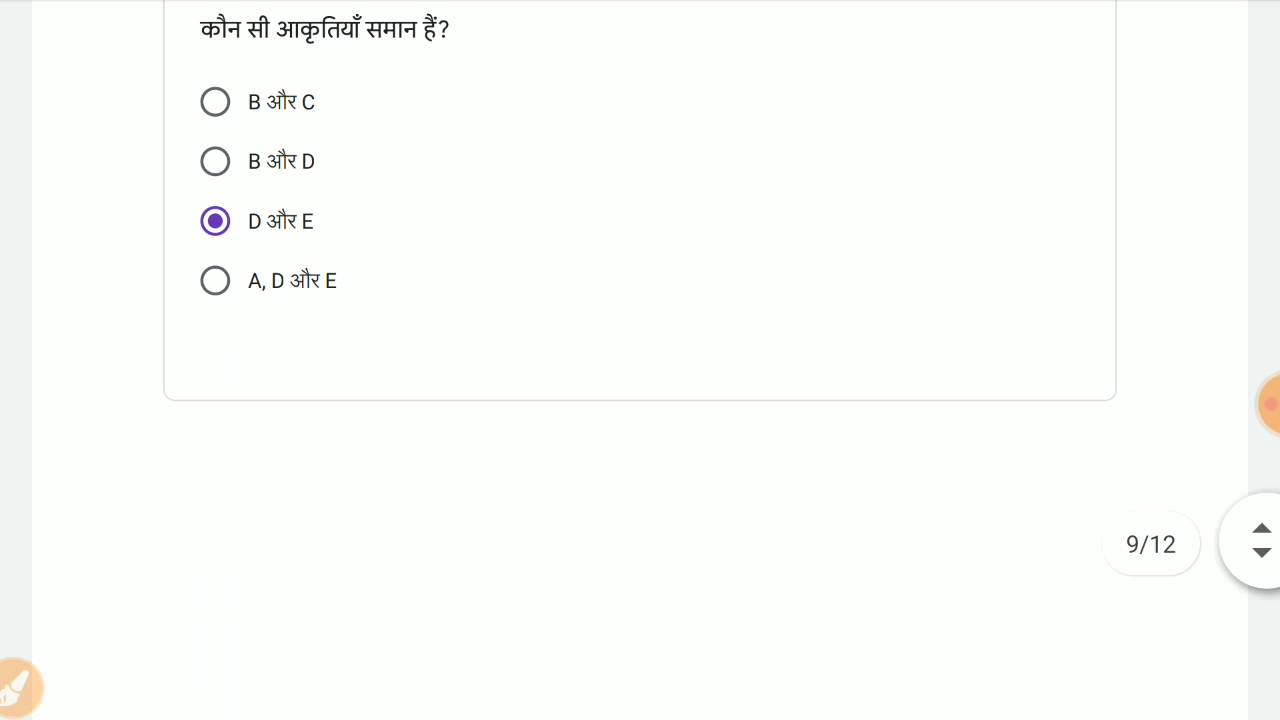 कौन सी आकृतियाँ समान हैं?
B और C
B और D
D और E
A, D और E
9/12